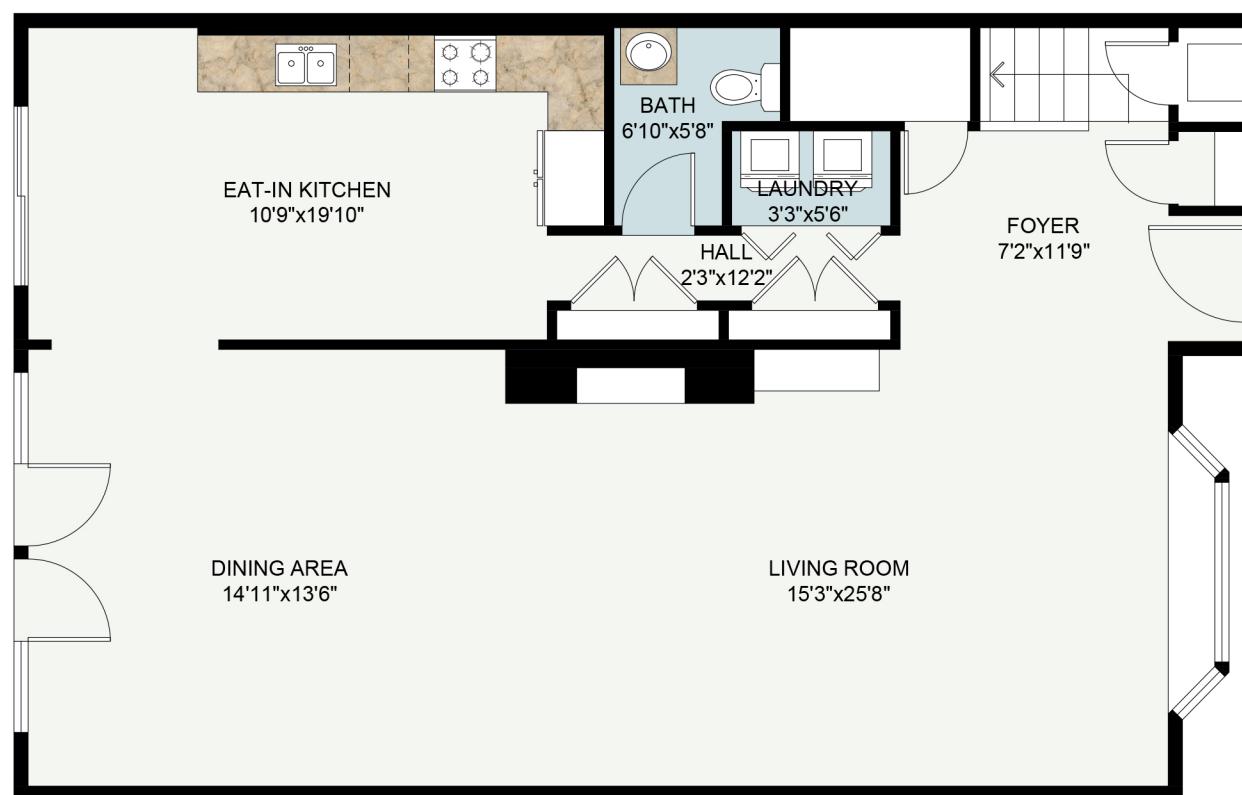 BATH
6'10"x5'8"
EAT-IN KITCHEN
10'9"x19'10"
LAUNDRY
3'3"x5'6"
FOYER
7'2"x11'9"
HALL
2'3"x12'2"
DINING AREA
14'11"x13'6"
LIVING ROOM
15'3"x25'8"